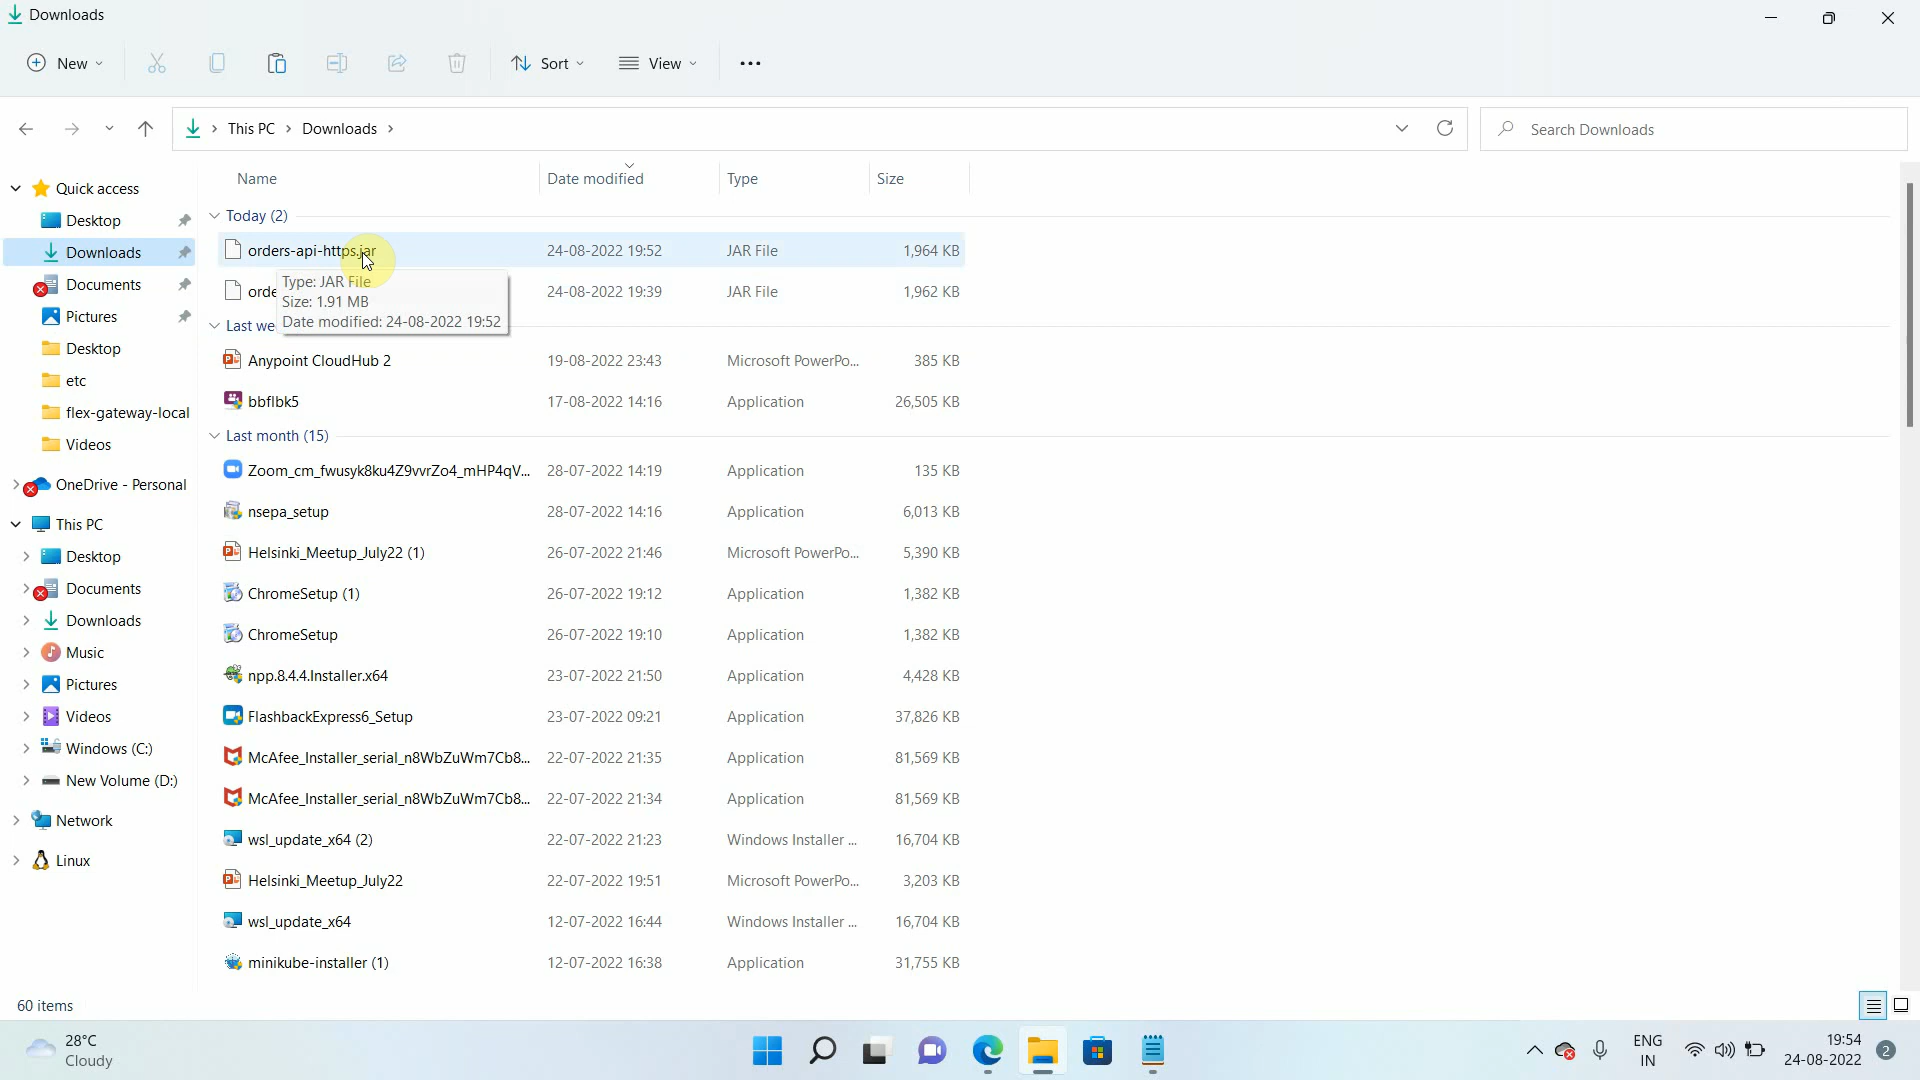 Downloads
New
Sort
View
This PC
Downloads
Search Downloads
Name
Date modified
Type
Size
Quick access
Desktop
Downloads
Documents
Pictures
Desktop
etc
flex-gateway-local
Videos
OneDrive - Personal
This PC
Desktop
Documents
Downloads
Music
Pictures
Videos
Windows (C:)
New Volume (D:)
Network
Linux
Today (2)
orders-api-https.jar 24-08-2022 19:52 JAR File 1,964 KB
Type: JAR File
Size: 1.91 MB
Date modified: 24-08-2022 19:52
24-08-2022 19:39 JAR File 1,962 KB
Last
Anypoint CloudHub 2 19-08-2022 23:43 Microsoft PowerPo... 385 KB
bbflbk5 17-08-2022 14:16 Application 26,505 KB
Last month (15)
Zoom_cm_fwusyk8ku4Z9vvrZo4_mHP4qV... 28-07-2022 14:19 Application 135 KB
nsepa_setup 28-07-2022 14:16 Application 6,013 KB
Helsinki_Meetup_July22 (1) 26-07-2022 21:46 Microsoft PowerPo... 5,390 KB
ChromeSetup (1) 26-07-2022 19:12 Application 1,382 KB
ChromeSetup 26-07-2022 19:10 Application 1,382 KB
npp.8.4.4.Installer.x64 23-07-2022 21:50 Application 4,428 KB
FlashbackExpress6_Setup 23-07-2022 09:21 Application 37,826 KB
McAfee_Installer_serial_n8WbZuWm7Cb8... 22-07-2022 21:35 Application 81,569 KB
McAfee_Installer_serial_n8WbZuWm7Cb8... 22-07-2022 21:34 Application 81,569 KB
wsl_update_x64 (2) 22-07-2022 21:23 Windows Installer ... 16,704 KB
Helsinki_Meetup_July22 22-07-2022 19:51 Microsoft PowerPo... 3,203 KB
wsl_update_x64 12-07-2022 16:44 Windows Installer ... 16,704 KB
minikube-installer (1) 12-07-2022 16:38 Application 31,755 KB
60 items
28°C
Cloudy
ENG
IN
19:54
24-08-2022
2